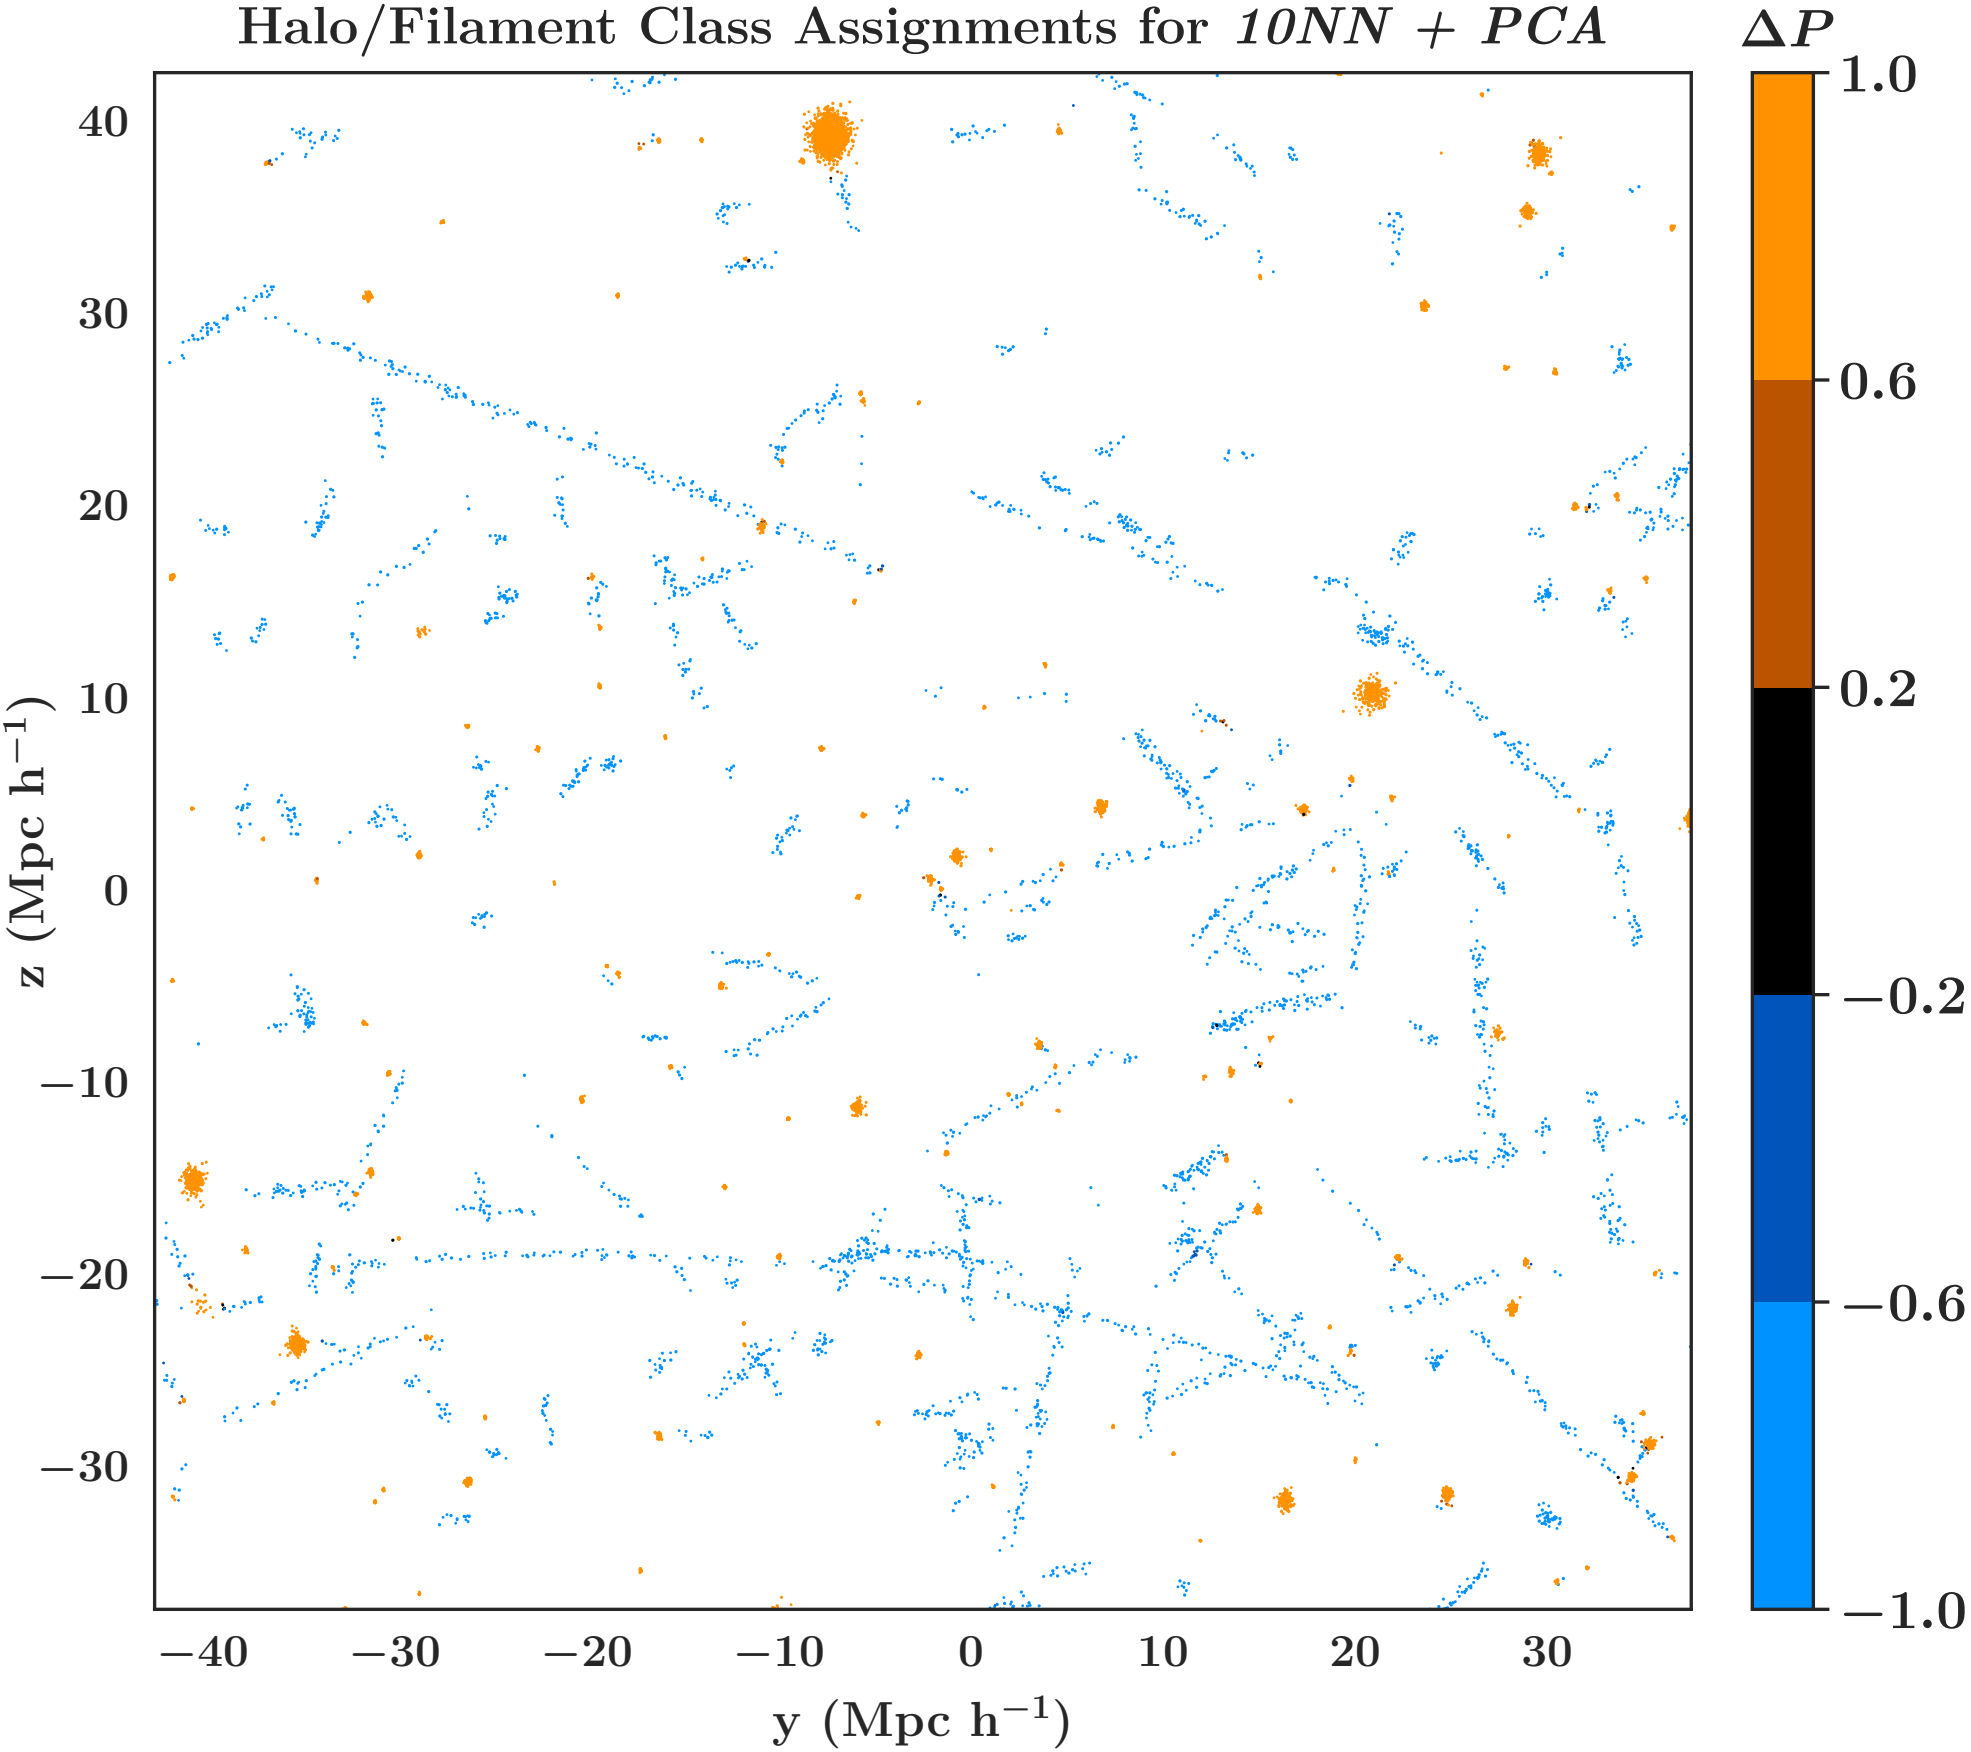 Halo/Filament Class Assignments for 10NN + PCA
ΔP
1.0
0.6
0.2
−0.2
−0.6
−1.0
40
30
20
10
0
−10
−20
−30
z (Mpc h⁻¹)
−40 −30 −20 −10 0 10 20 30
y (Mpc h⁻¹)